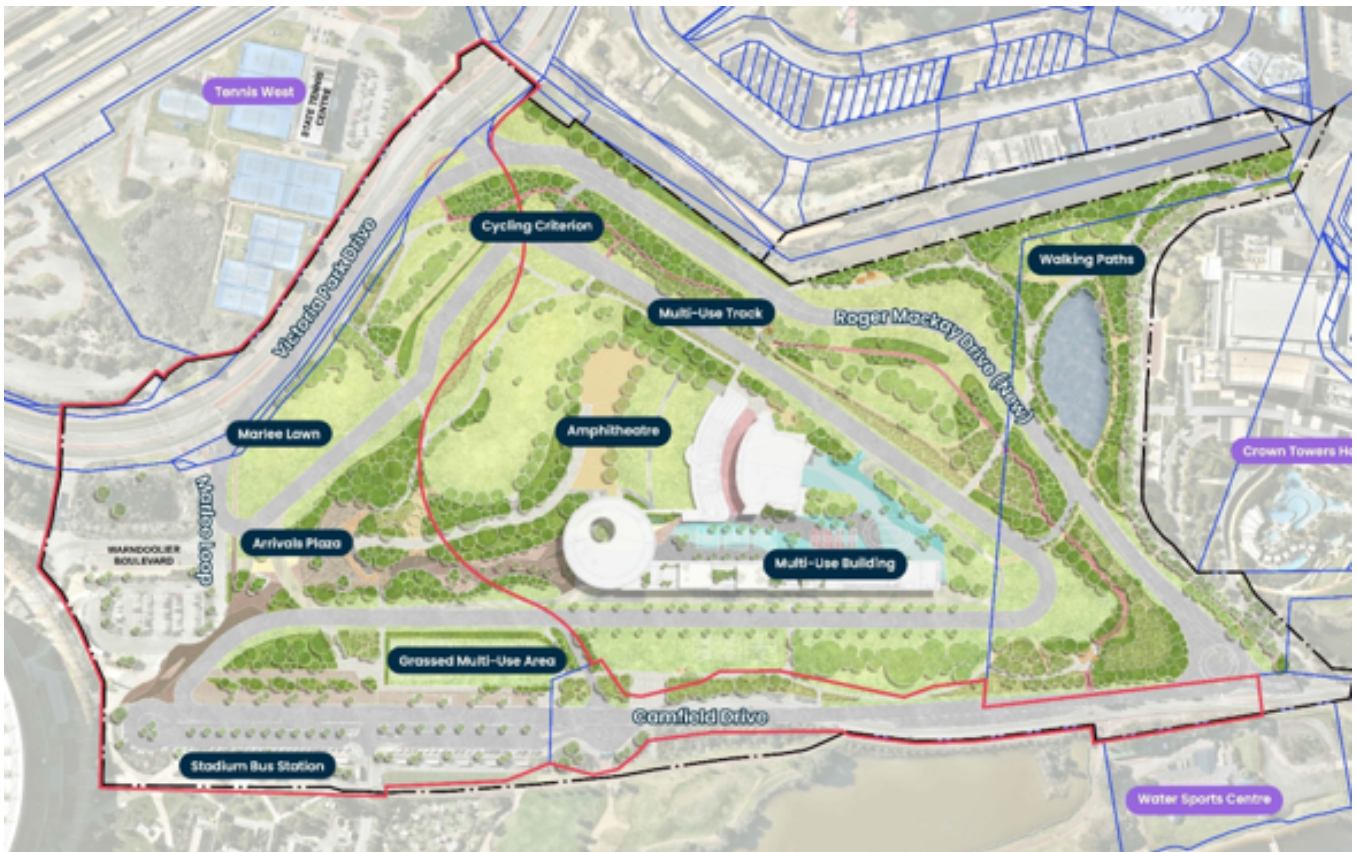 Tennis West
STATE TENNIS
CENTRE
Victoria Park Drive
Cycling Criterion
Walking Paths
Multi-Use Track
Roger Mackay Drive (New)
Marlee Lawn
Amphitheatre
Crown Towers Ho
Marlee Loop
WARNDOOLIER
BOULEVARD
Arrivals Plaza
Multi-Use Building
Grassed Multi-Use Area
Camfield Drive
Stadium Bus Station
Water Sports Centre